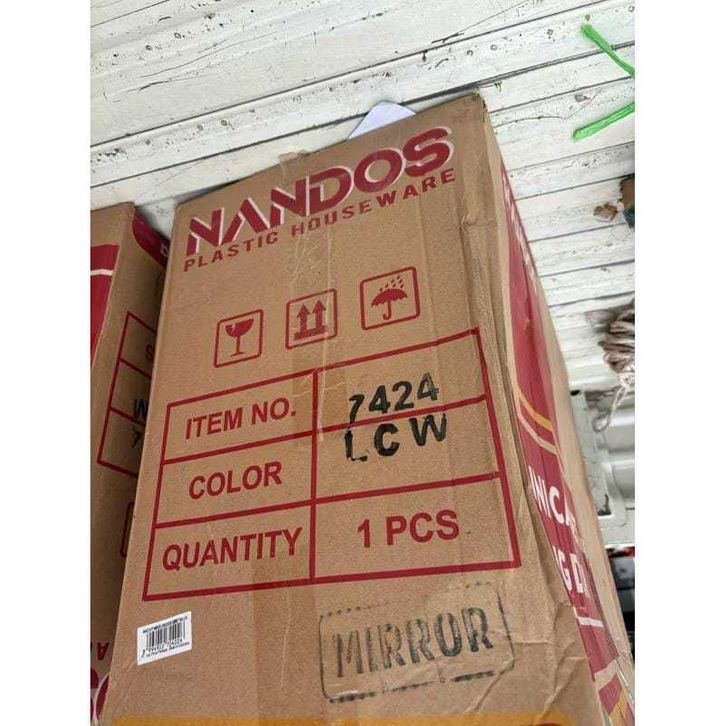 NANDOS
PLASTIC HOUSEWARE
ITEM NO. 7424
LCW
COLOR
QUANTITY 1 PCS
MIRROR